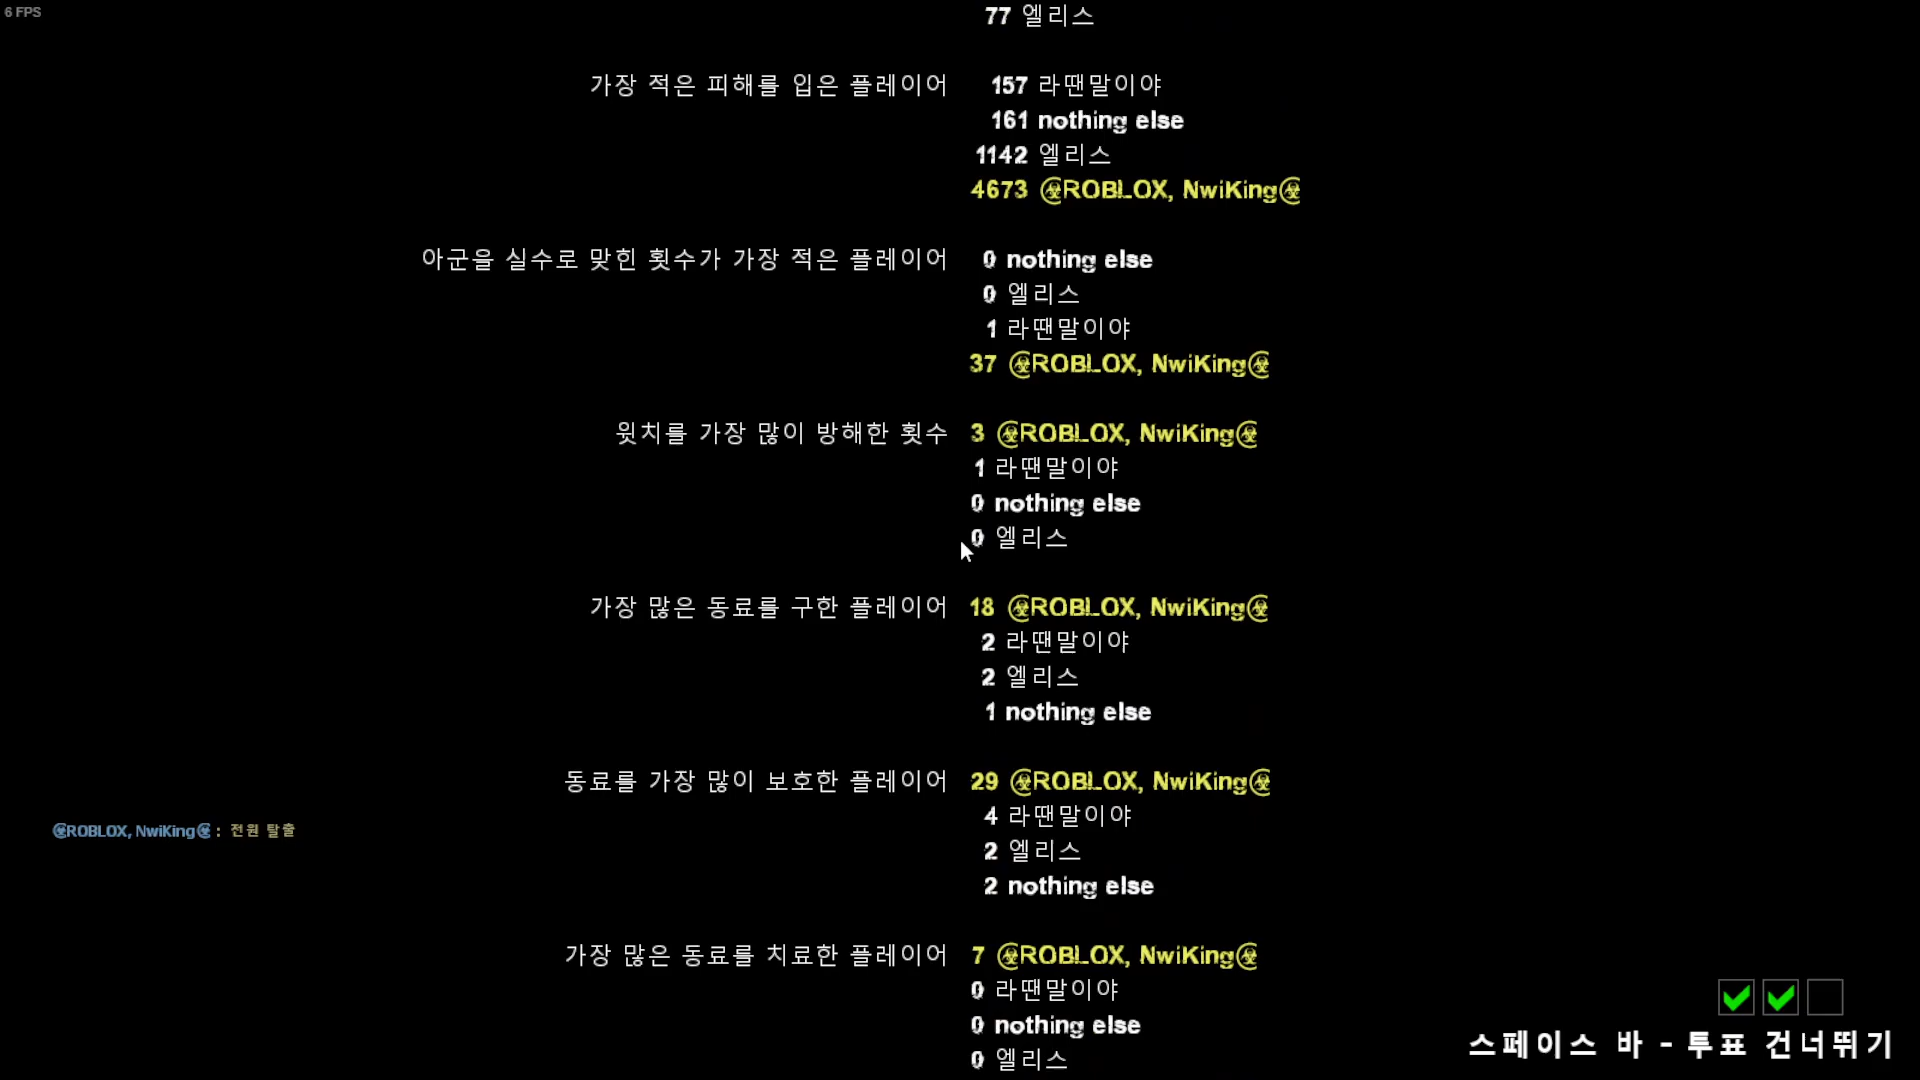 6 FPS
77 엘리스
가장 적은 피해를 입은 플레이어 157 라땐말이야
161 nothing else
1142 엘리스
4673 ☣ROBLOX, NwiKing☣
아군을 실수로 맞힌 횟수가 가장 적은 플레이어 0 nothing else
0 엘리스
1 라땐말이야
37 ☣ROBLOX, NwiKing☣
윗치를 가장 많이 방해한 횟수 3 ☣ROBLOX, NwiKing☣
1 라땐말이야
0 nothing else
0 엘리스
가장 많은 동료를 구한 플레이어 18 ☣ROBLOX, NwiKing☣
2 라땐말이야
2 엘리스
1 nothing else
동료를 가장 많이 보호한 플레이어 29 ☣ROBLOX, NwiKing☣
4 라땐말이야
☣ROBLOX, NwiKing☣ : 전원 탈출
2 엘리스
2 nothing else
가장 많은 동료를 치료한 플레이어 7 ☣ROBLOX, NwiKing☣
0 라땐말이야
0 nothing else
0 엘리스
스페이스 바 - 투표 건너뛰기